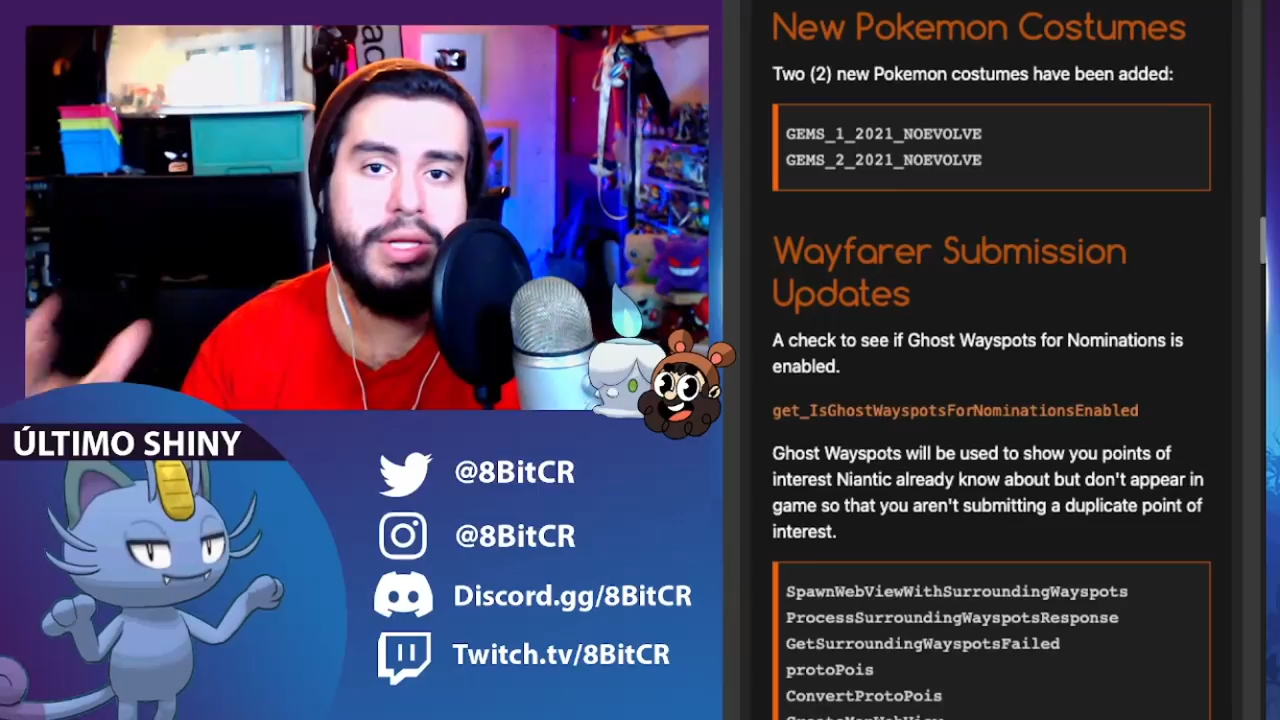 ÚLTIMO SHINY
@8BitCR
@8BitCR
Discord.gg/8BitCR
Twitch.tv/8BitCR
New Pokemon Costumes
Two (2) new Pokemon costumes have been added:
GEMS_1_2021_NOEVOLVE
GEMS_2_2021_NOEVOLVE
Wayfarer Submission
Updates
A check to see if Ghost Wayspots for Nominations is
enabled.
get_IsGhostWayspotsForNominationsEnabled
Ghost Wayspots will be used to show you points of
interest Niantic already know about but don't appear in
game so that you aren't submitting a duplicate point of
interest.
SpawnWebViewWithSurroundingWayspots
ProcessSurroundingWayspotsResponse
GetSurroundingWayspotsFailed
protoPois
ConvertProtoPois